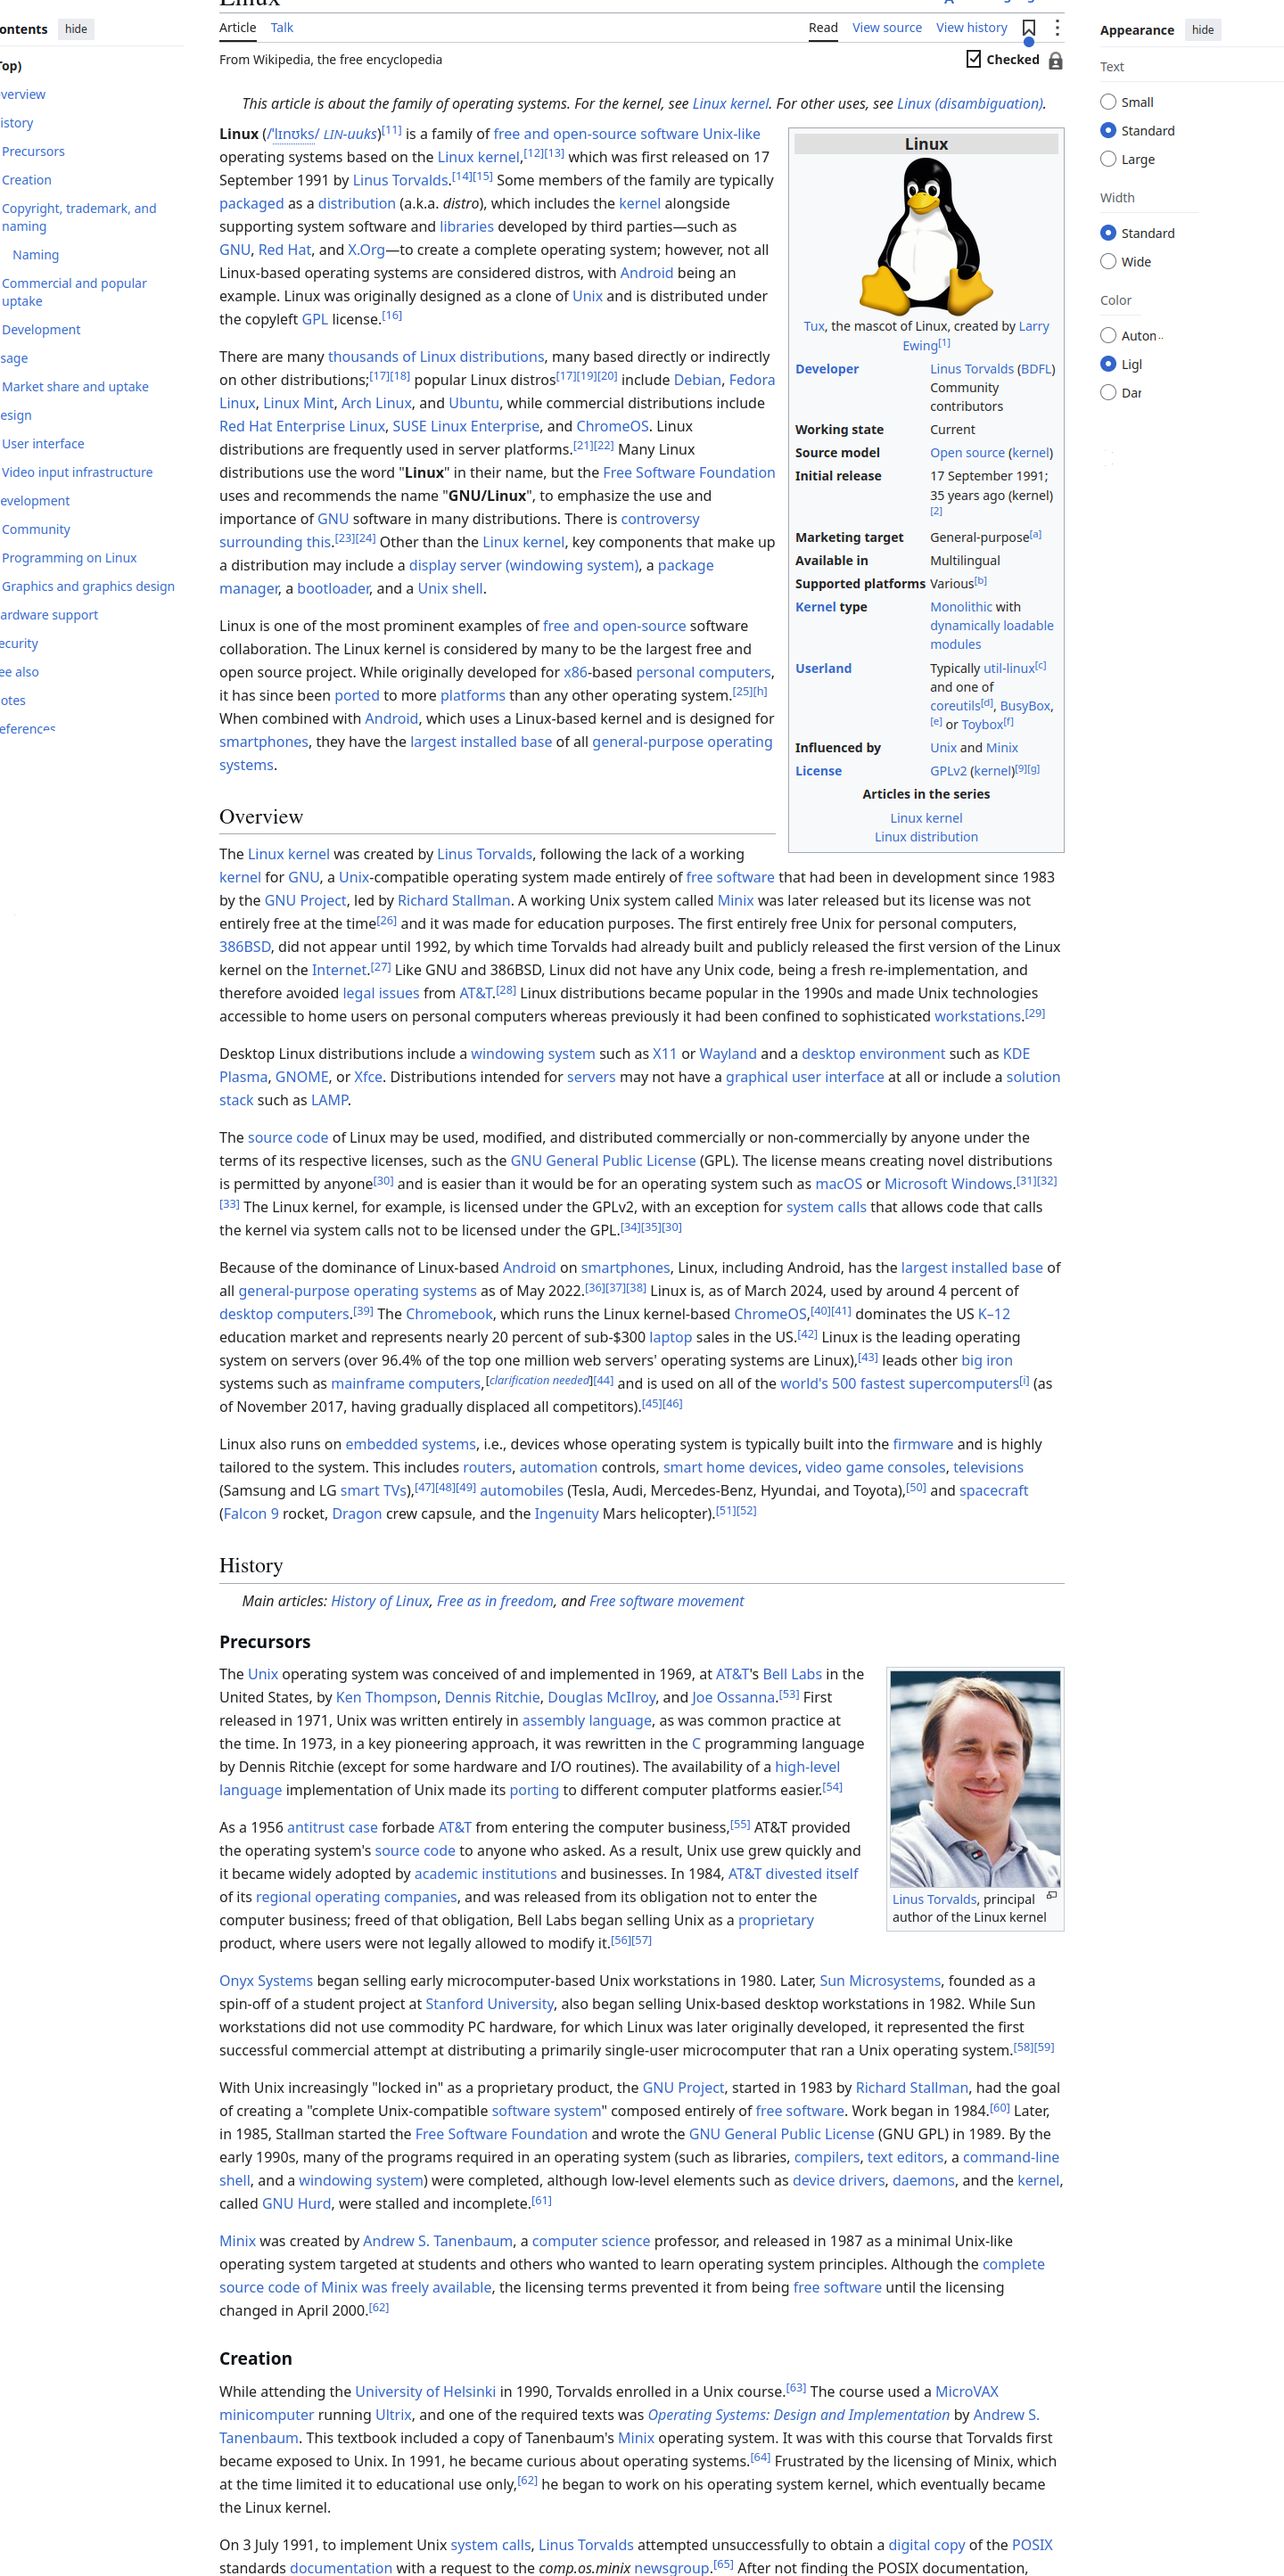 Contents hide
(Top)
Overview
History
Precursors
Creation
Copyright, trademark, and
naming
Naming
Commercial and popular
uptake
Development
Usage
Market share and uptake
Design
User interface
Video input infrastructure
Development
Community
Programming on Linux
Graphics and graphics design
Hardware support
Security
See also
Notes
References
Linux
Article Talk Read View source View history
From Wikipedia, the free encyclopedia Checked
This article is about the family of operating systems. For the kernel, see Linux kernel. For other uses, see Linux (disambiguation).
Linux (/ˈlɪnʊks/ LIN-uuks)[11] is a family of free and open-source software Unix-like
operating systems based on the Linux kernel,[12][13] which was first released on 17
September 1991 by Linus Torvalds.[14][15] Some members of the family are typically
packaged as a distribution (a.k.a. distro), which includes the kernel alongside
supporting system software and libraries developed by third parties—such as
GNU, Red Hat, and X.Org—to create a complete operating system; however, not all
Linux-based operating systems are considered distros, with Android being an
example. Linux was originally designed as a clone of Unix and is distributed under
the copyleft GPL license.[16]
There are many thousands of Linux distributions, many based directly or indirectly
on other distributions;[17][18] popular Linux distros[17][19][20] include Debian, Fedora
Linux, Linux Mint, Arch Linux, and Ubuntu, while commercial distributions include
Red Hat Enterprise Linux, SUSE Linux Enterprise, and ChromeOS. Linux
distributions are frequently used in server platforms.[21][22] Many Linux
distributions use the word "Linux" in their name, but the Free Software Foundation
uses and recommends the name "GNU/Linux", to emphasize the use and
importance of GNU software in many distributions. There is controversy
surrounding this.[23][24] Other than the Linux kernel, key components that make up
a distribution may include a display server (windowing system), a package
manager, a bootloader, and a Unix shell.
Linux is one of the most prominent examples of free and open-source software
collaboration. The Linux kernel is considered by many to be the largest free and
open source project. While originally developed for x86-based personal computers,
it has since been ported to more platforms than any other operating system.[25][h]
When combined with Android, which uses a Linux-based kernel and is designed for
smartphones, they have the largest installed base of all general-purpose operating
systems.
Linux
Tux, the mascot of Linux, created by Larry
Ewing[1]
Developer Linus Torvalds (BDFL)
Community
contributors
Working state Current
Source model Open source (kernel)
Initial release 17 September 1991;
35 years ago (kernel)
[2]
Marketing target General-purpose[a]
Available in Multilingual
Supported platforms Various[b]
Kernel type Monolithic with
dynamically loadable
modules
Userland Typically util-linux[c]
and one of
coreutils[d], BusyBox,
[e] or Toybox[f]
Influenced by Unix and Minix
License GPLv2 (kernel)[9][g]
Articles in the series
Linux kernel
Linux distribution
Overview
The Linux kernel was created by Linus Torvalds, following the lack of a working
kernel for GNU, a Unix-compatible operating system made entirely of free software that had been in development since 1983
by the GNU Project, led by Richard Stallman. A working Unix system called Minix was later released but its license was not
entirely free at the time[26] and it was made for education purposes. The first entirely free Unix for personal computers,
386BSD, did not appear until 1992, by which time Torvalds had already built and publicly released the first version of the Linux
kernel on the Internet.[27] Like GNU and 386BSD, Linux did not have any Unix code, being a fresh re-implementation, and
therefore avoided legal issues from AT&T.[28] Linux distributions became popular in the 1990s and made Unix technologies
accessible to home users on personal computers whereas previously it had been confined to sophisticated workstations.[29]
Desktop Linux distributions include a windowing system such as X11 or Wayland and a desktop environment such as KDE
Plasma, GNOME, or Xfce. Distributions intended for servers may not have a graphical user interface at all or include a solution
stack such as LAMP.
The source code of Linux may be used, modified, and distributed commercially or non-commercially by anyone under the
terms of its respective licenses, such as the GNU General Public License (GPL). The license means creating novel distributions
is permitted by anyone[30] and is easier than it would be for an operating system such as macOS or Microsoft Windows.[31][32]
[33] The Linux kernel, for example, is licensed under the GPLv2, with an exception for system calls that allows code that calls
the kernel via system calls not to be licensed under the GPL.[34][35][30]
Because of the dominance of Linux-based Android on smartphones, Linux, including Android, has the largest installed base of
all general-purpose operating systems as of May 2022.[36][37][38] Linux is, as of March 2024, used by around 4 percent of
desktop computers.[39] The Chromebook, which runs the Linux kernel-based ChromeOS,[40][41] dominates the US K–12
education market and represents nearly 20 percent of sub-$300 laptop sales in the US.[42] Linux is the leading operating
system on servers (over 96.4% of the top one million web servers' operating systems are Linux),[43] leads other big iron
systems such as mainframe computers,[clarification needed][44] and is used on all of the world's 500 fastest supercomputers[i] (as
of November 2017, having gradually displaced all competitors).[45][46]
Linux also runs on embedded systems, i.e., devices whose operating system is typically built into the firmware and is highly
tailored to the system. This includes routers, automation controls, smart home devices, video game consoles, televisions
(Samsung and LG smart TVs),[47][48][49] automobiles (Tesla, Audi, Mercedes-Benz, Hyundai, and Toyota),[50] and spacecraft
(Falcon 9 rocket, Dragon crew capsule, and the Ingenuity Mars helicopter).[51][52]
History
Main articles: History of Linux, Free as in freedom, and Free software movement
Precursors
The Unix operating system was conceived of and implemented in 1969, at AT&T's Bell Labs in the
United States, by Ken Thompson, Dennis Ritchie, Douglas McIlroy, and Joe Ossanna.[53] First
released in 1971, Unix was written entirely in assembly language, as was common practice at
the time. In 1973, in a key pioneering approach, it was rewritten in the C programming language
by Dennis Ritchie (except for some hardware and I/O routines). The availability of a high-level
language implementation of Unix made its porting to different computer platforms easier.[54]
As a 1956 antitrust case forbade AT&T from entering the computer business,[55] AT&T provided
the operating system's source code to anyone who asked. As a result, Unix use grew quickly and
it became widely adopted by academic institutions and businesses. In 1984, AT&T divested itself
of its regional operating companies, and was released from its obligation not to enter the
computer business; freed of that obligation, Bell Labs began selling Unix as a proprietary
product, where users were not legally allowed to modify it.[56][57]
Linus Torvalds, principal
author of the Linux kernel
Onyx Systems began selling early microcomputer-based Unix workstations in 1980. Later, Sun Microsystems, founded as a
spin-off of a student project at Stanford University, also began selling Unix-based desktop workstations in 1982. While Sun
workstations did not use commodity PC hardware, for which Linux was later originally developed, it represented the first
successful commercial attempt at distributing a primarily single-user microcomputer that ran a Unix operating system.[58][59]
With Unix increasingly "locked in" as a proprietary product, the GNU Project, started in 1983 by Richard Stallman, had the goal
of creating a "complete Unix-compatible software system" composed entirely of free software. Work began in 1984.[60] Later,
in 1985, Stallman started the Free Software Foundation and wrote the GNU General Public License (GNU GPL) in 1989. By the
early 1990s, many of the programs required in an operating system (such as libraries, compilers, text editors, a command-line
shell, and a windowing system) were completed, although low-level elements such as device drivers, daemons, and the kernel,
called GNU Hurd, were stalled and incomplete.[61]
Minix was created by Andrew S. Tanenbaum, a computer science professor, and released in 1987 as a minimal Unix-like
operating system targeted at students and others who wanted to learn operating system principles. Although the complete
source code of Minix was freely available, the licensing terms prevented it from being free software until the licensing
changed in April 2000.[62]
Creation
While attending the University of Helsinki in 1990, Torvalds enrolled in a Unix course.[63] The course used a MicroVAX
minicomputer running Ultrix, and one of the required texts was Operating Systems: Design and Implementation by Andrew S.
Tanenbaum. This textbook included a copy of Tanenbaum's Minix operating system. It was with this course that Torvalds first
became exposed to Unix. In 1991, he became curious about operating systems.[64] Frustrated by the licensing of Minix, which
at the time limited it to educational use only,[62] he began to work on his operating system kernel, which eventually became
the Linux kernel.
On 3 July 1991, to implement Unix system calls, Linus Torvalds attempted unsuccessfully to obtain a digital copy of the POSIX
standards documentation with a request to the comp.os.minix newsgroup.[65] After not finding the POSIX documentation,
Appearance hide
Text
Small
Standard
Large
Width
Standard
Wide
Color
Autom
Ligl
Dar